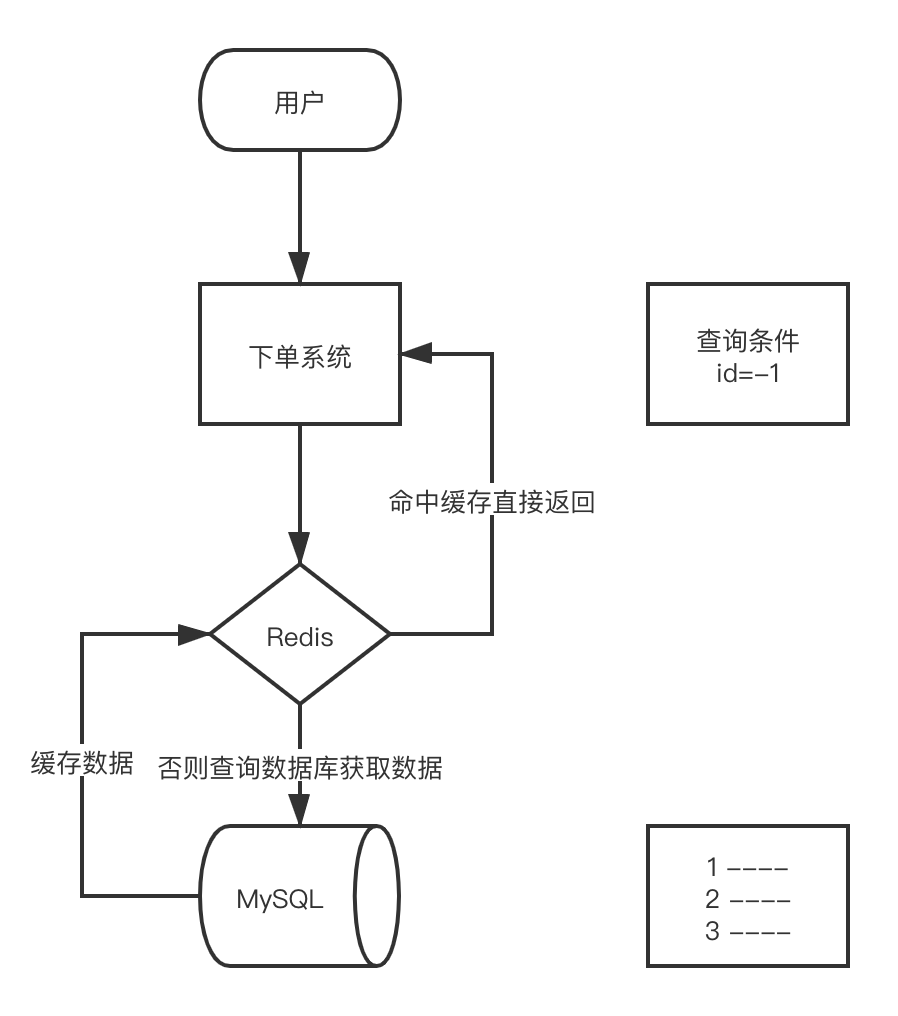 用户
下单系统
查询条件
id=-1
命中缓存直接返回
Redis
缓存数据
否则查询数据库获取数据
MySQL
1 ----
2 ----
3 ----